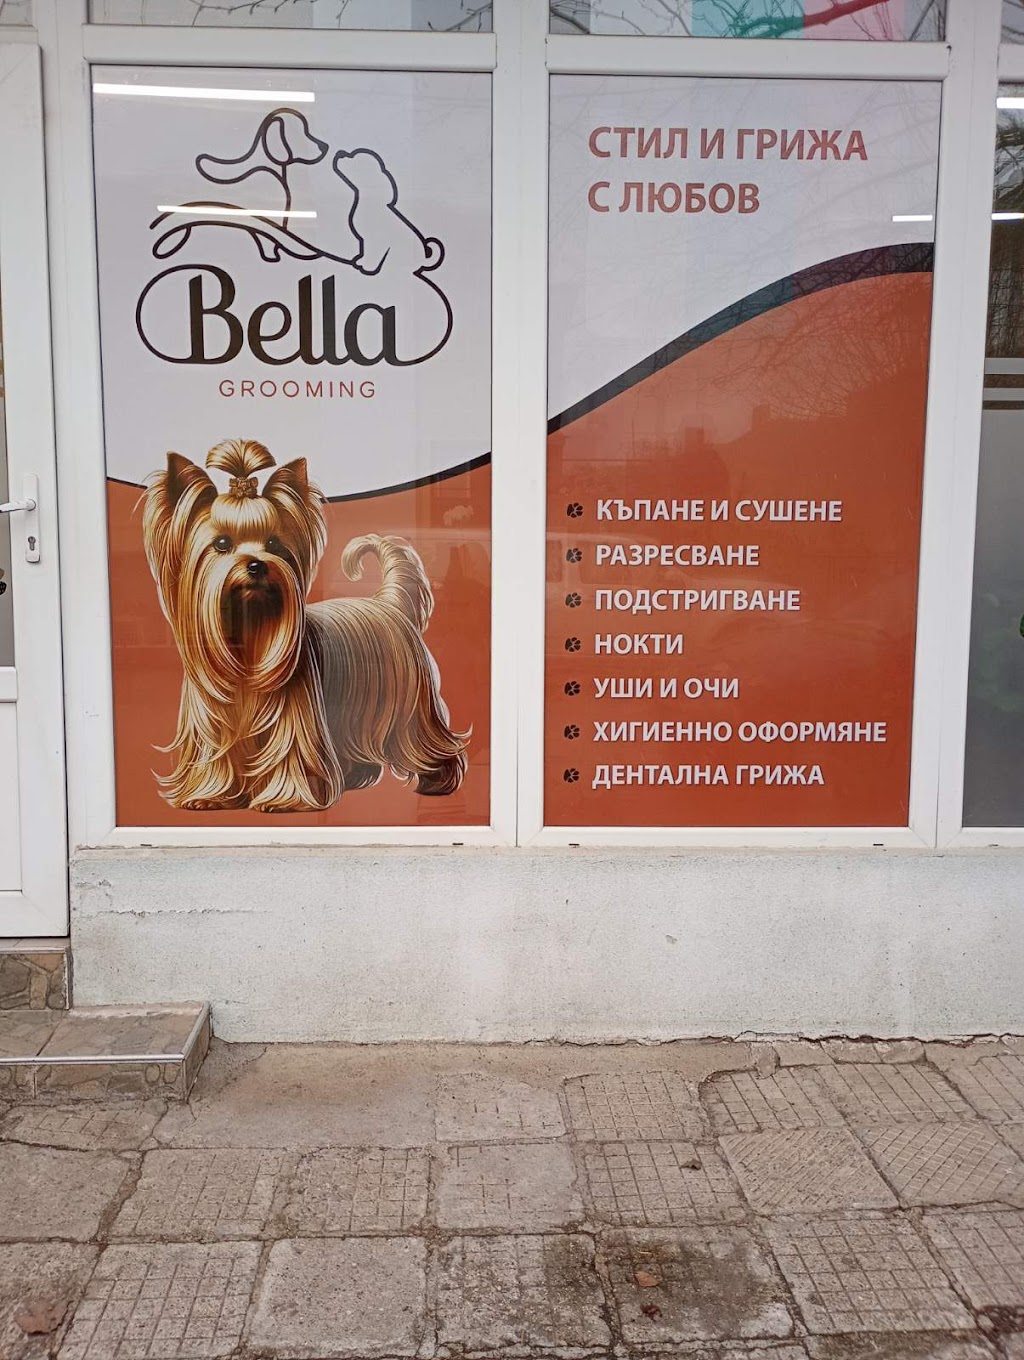 Bella
GROOMING
СТИЛ И ГРИЖА
С ЛЮБОВ
КЪПАНЕ И СУШЕНЕ
РАЗРЕСВАНЕ
ПОДСТРИГВАНЕ
НОКТИ
УШИ И ОЧИ
ХИГИЕННО ОФОРМЯНЕ
ДЕНТАЛНА ГРИЖА